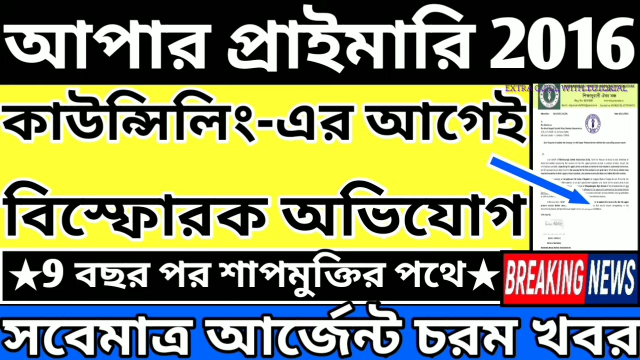 আপার প্রাইমারি 2016
কাউন্সিলিং-এর আগেই
বিস্ফোরক অভিযোগ
★9 বছর পর শাপমুক্তির পথে★
BREAKING NEWS
সবেমাত্র আর্জেন্ট চরম খবর